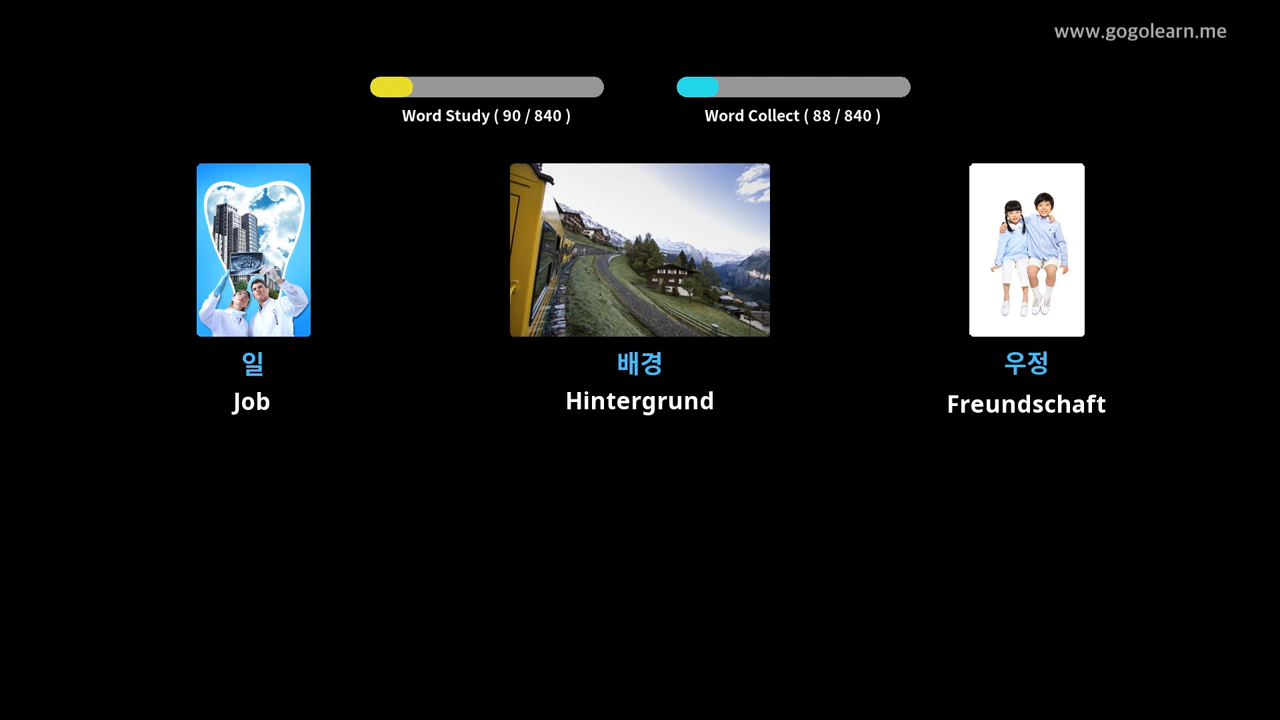 www.gogolearn.me
Word Study ( 90 / 840 )
Word Collect ( 88 / 840 )
일
Job
배경
Hintergrund
우정
Freundschaft